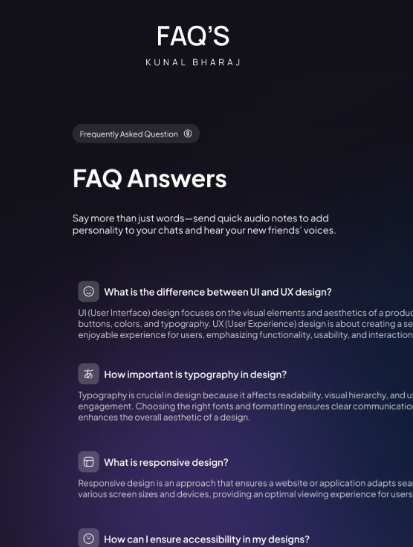 FAQ'S
KUNAL BHARAJ
Frequently Asked Question
FAQ Answers
Say more than just words—send quick audio notes to add
personality to your chats and hear your new friends' voices.
What is the difference between UI and UX design?
UI (User Interface) design focuses on the visual elements and aesthetics of a
buttons, colors, and typography. UX (User Experience) design is about creating a
enjoyable experience for users, emphasizing functionality, usability, and interaction
あ How important is typography in design?
Typography is crucial in design because it affects readability, visual hierarchy, and
engagement. Choosing the right fonts and formatting ensures clear communication
enhances the overall aesthetic of a design.
What is responsive design?
Responsive design is an approach that ensures a website or application adapts
various screen sizes and devices, providing an optimal viewing experience for users
How can I ensure accessibility in my designs?